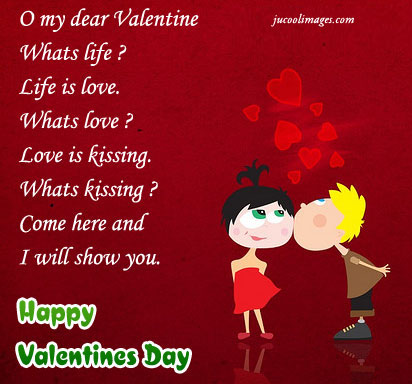 O my dear Valentine
jucoolimages.com
Whats life ?
Life is love.
Whats love ?
Love is kissing.
Whats kissing ?
Come here and
I will show you.
Happy
Valentines Day